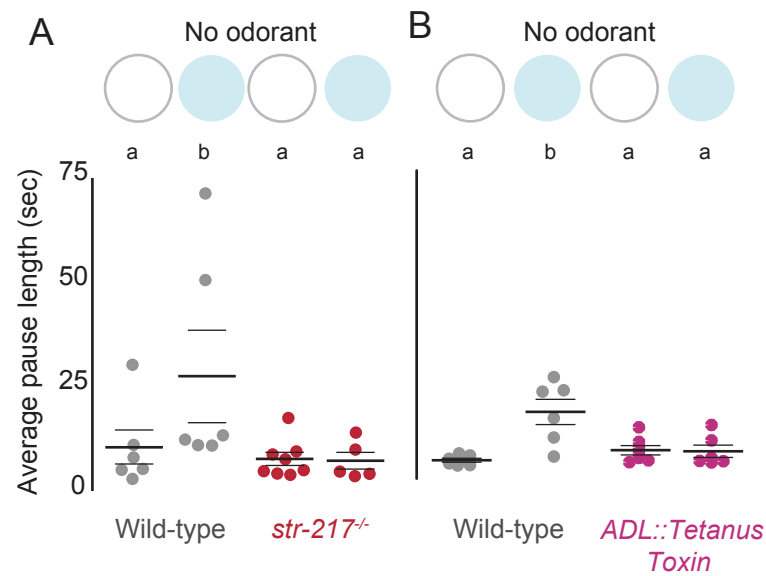 A
No odorant
B
No odorant
a b a a
a b a a
Average pause length (sec)
75
50
25
0
Wild-type
str-217-/-
Wild-type
ADL::Tetanus
Toxin